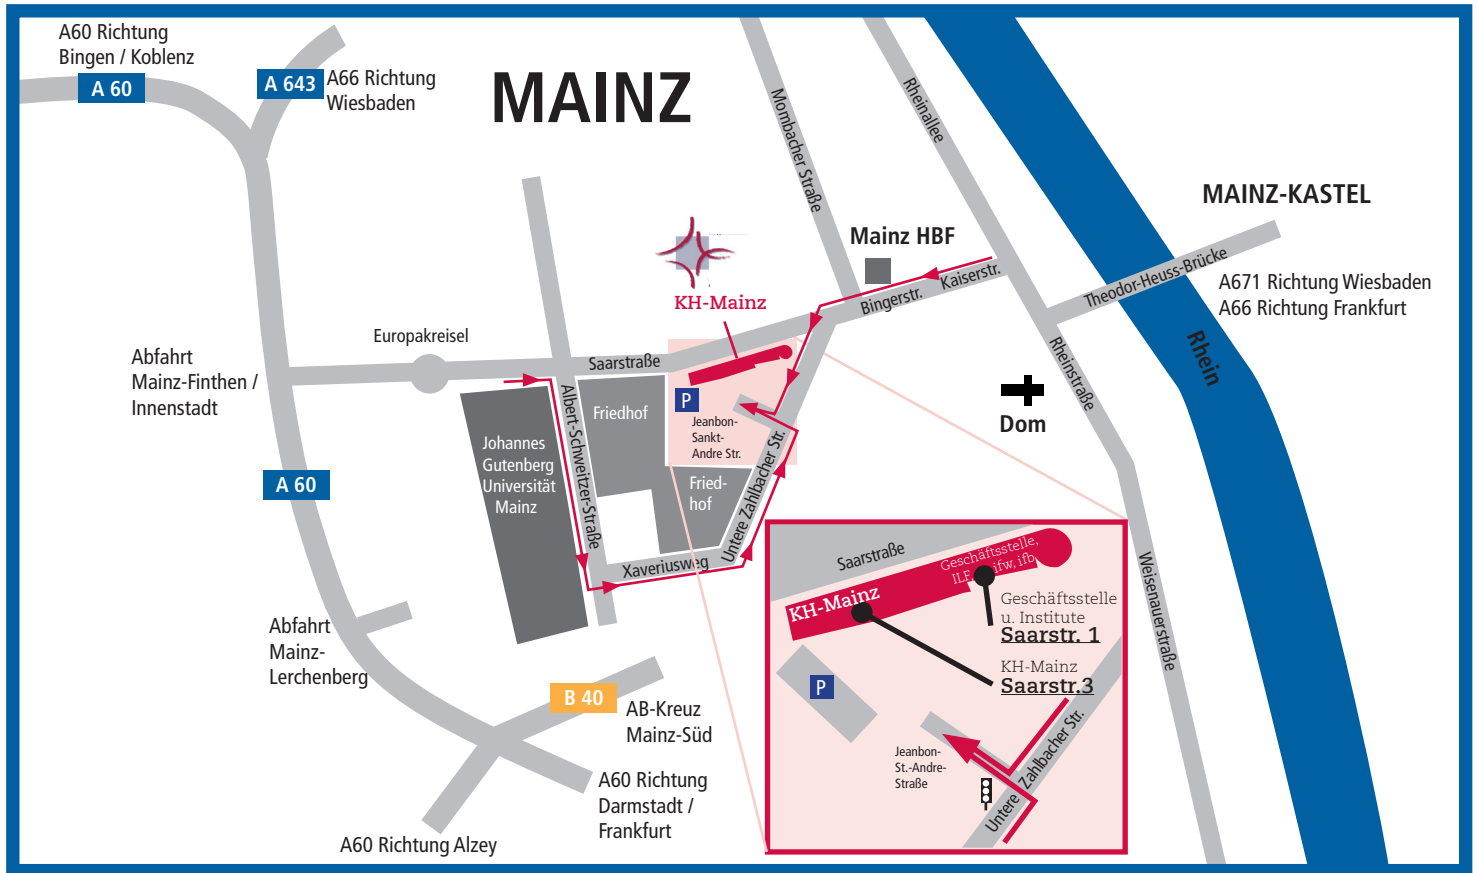 A60 Richtung
Bingen / Koblenz
A 60
A 643
A66 Richtung
Wiesbaden
MAINZ
Mombacher Straße
Rheinallee
MAINZ-KASTEL
Mainz HBF
Kaiserstr.
Bingerstr.
Theodor-Heuss-Brücke
A671 Richtung Wiesbaden
A66 Richtung Frankfurt
Rhein
KH-Mainz
Europakreisel
Saarstraße
Abfahrt
Mainz-Finthen /
Innenstadt
Rheinstraße
Dom
P
Jeanbon-
Sankt-
Andre Str.
Friedhof
Albert-Schweitzer-Straße
Johannes
Gutenberg
Universität
Mainz
Fried-
hof
Untere Zahlbacher Str.
Xaveriusweg
A 60
Weisenauerstraße
Abfahrt
Mainz-
Lerchenberg
B 40
AB-Kreuz
Mainz-Süd
A60 Richtung
Darmstadt /
Frankfurt
A60 Richtung Alzey
Saarstraße
Geschäftsstelle,
ILE, ifw, ifb
KH-Mainz
Geschäftsstelle
u. Institute
Saarstr. 1
KH-Mainz
Saarstr.3
P
Jeanbon-
St.-Andre-
Straße
Untere Zahlbacher Str.